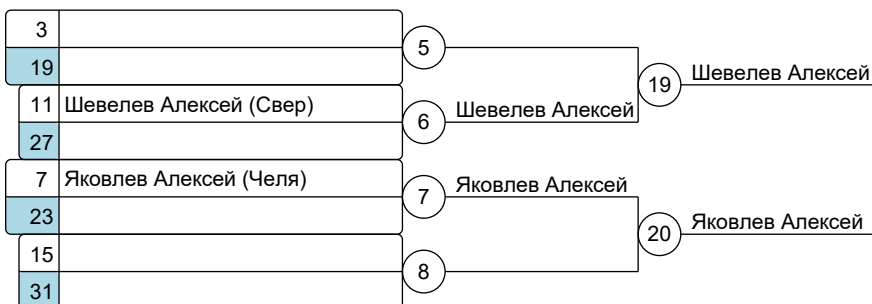 3
5
19
19 Шевелев Алексей
11 Шевелев Алексей (Свер)
6 Шевелев Алексей
27
7 Яковлев Алексей (Челя)
7 Яковлев Алексей
23
20 Яковлев Алексей
15
8
31